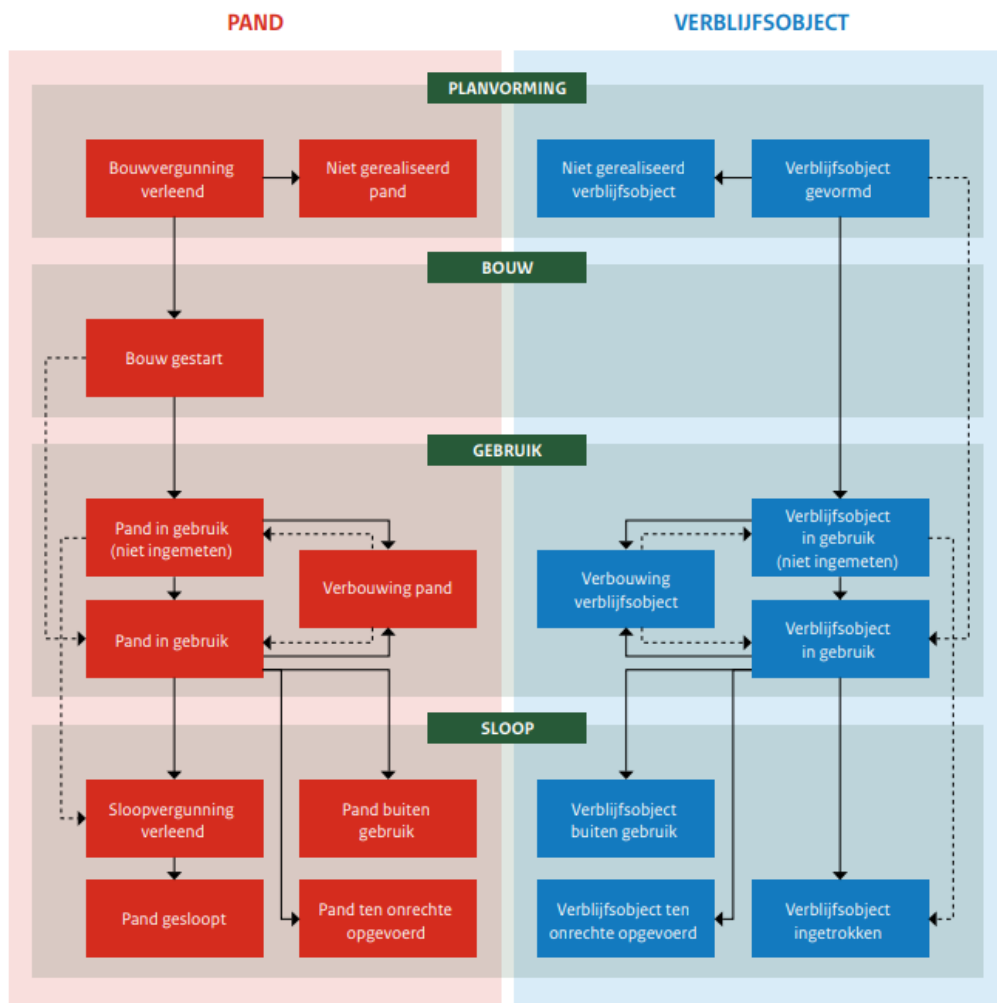 PAND
VERBLIJFSOBJECT
PLANVORMING
Bouwvergunning
verleend
Niet gerealiseerd
pand
Niet gerealiseerd
verblijfsobject
Verblijfsobject
gevormd
BOUW
Bouw gestart
GEBRUIK
Pand in gebruik
(niet ingemeten)
Verbouwing pand
Pand in gebruik
Verblijfsobject
in gebruik
(niet ingemeten)
Verbouwing
verblijfsobject
Verblijfsobject
in gebruik
SLOOP
Sloopvergunning
verleend
Pand buiten
gebruik
Verblijfsobject
buiten gebruik
Pand gesloopt
Pand ten onrechte
opgevoerd
Verblijfsobject ten
onrechte opgevoerd
Verblijfsobject
ingetrokken